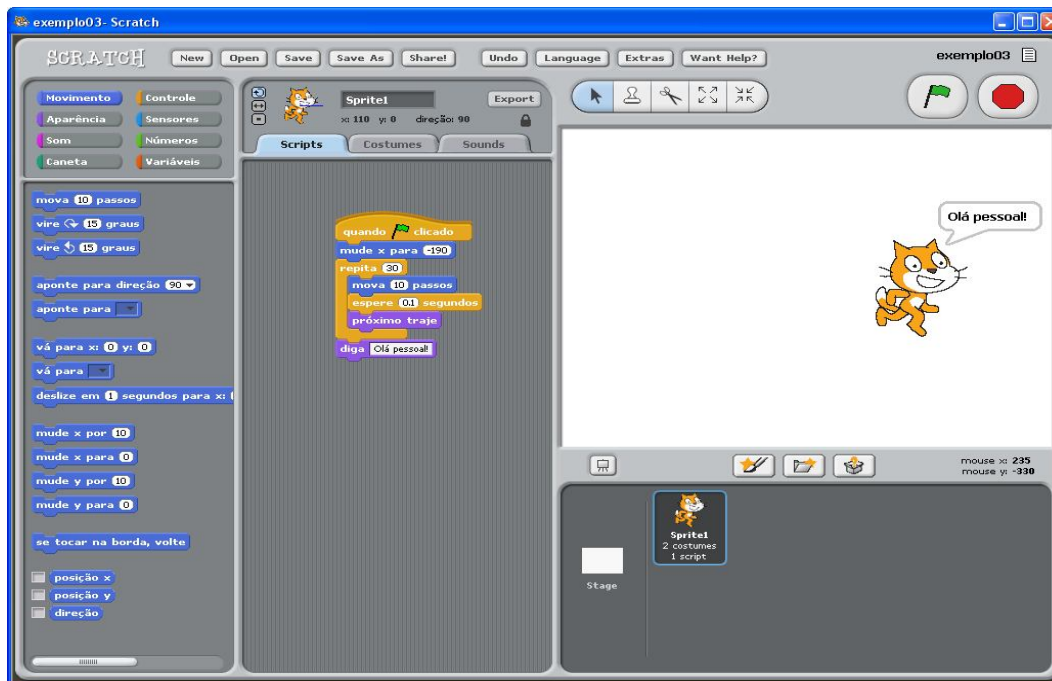 exemplo03- Scratch
SCRATCH New Open Save Save As Share! Undo Language Extras Want Help? exemplo03
Movimento Controle
Aparência Sensores
Som Números
Caneta Variáveis
Sprite1 Export
x: 110 y: 0 direção: 90
Scripts Costumes Sounds
mova 10 passos
vire 15 graus
vire 15 graus
aponte para direção 90
aponte para
vá para x: 0 y: 0
vá para
deslize em 1 segundos para x:
mude x por 10
mude x para 0
mude y por 10
mude y para 0
se tocar na borda, volte
posição x
posição y
direção
quando clicado
mude x para -190
repita 30
mova 10 passos
espere 0.1 segundos
próximo traje
diga Olá pessoal!
Olá pessoal!
mouse x: 235
mouse y: -330
Stage
Sprite1
2 costumes
1 script